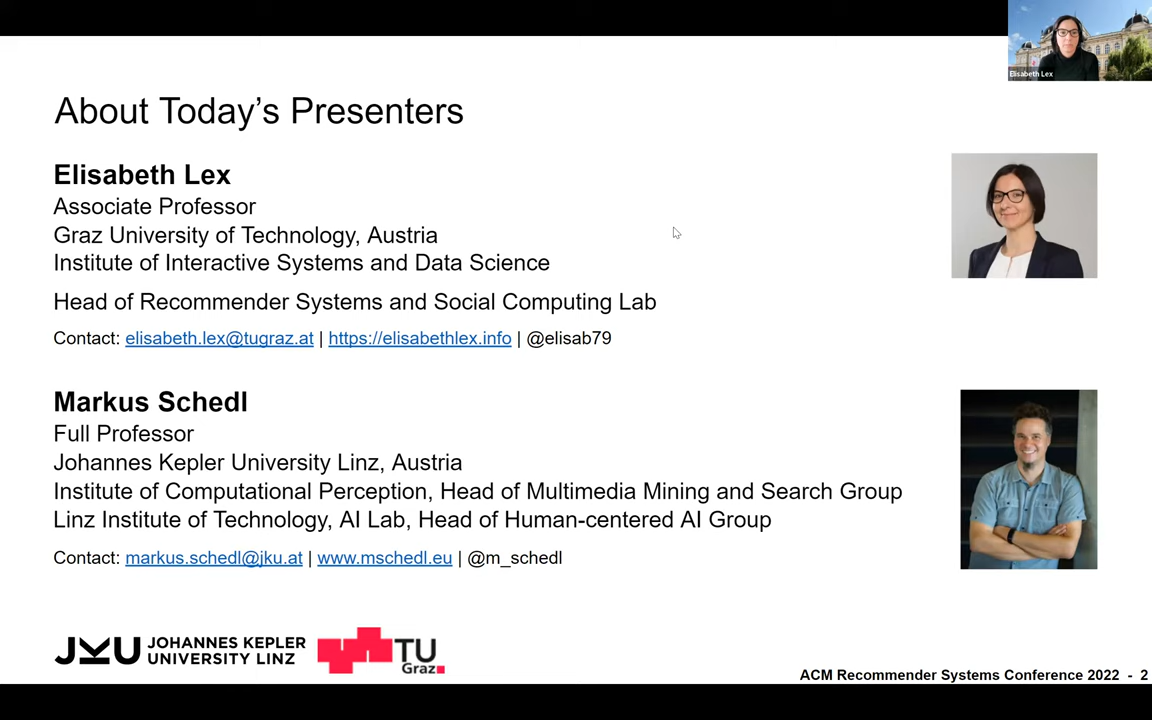 Elisabeth Lex
About Today's Presenters
Elisabeth Lex
Associate Professor
Graz University of Technology, Austria
Institute of Interactive Systems and Data Science
Head of Recommender Systems and Social Computing Lab
Contact: elisabeth.lex@tugraz.at | https://elisabethlex.info | @elisab79
Markus Schedl
Full Professor
Johannes Kepler University Linz, Austria
Institute of Computational Perception, Head of Multimedia Mining and Search Group
Linz Institute of Technology, AI Lab, Head of Human-centered AI Group
Contact: markus.schedl@jku.at | www.mschedl.eu | @m_schedl
JKU JOHANNES KEPLER
UNIVERSITY LINZ
TU
Graz
ACM Recommender Systems Conference 2022 - 2